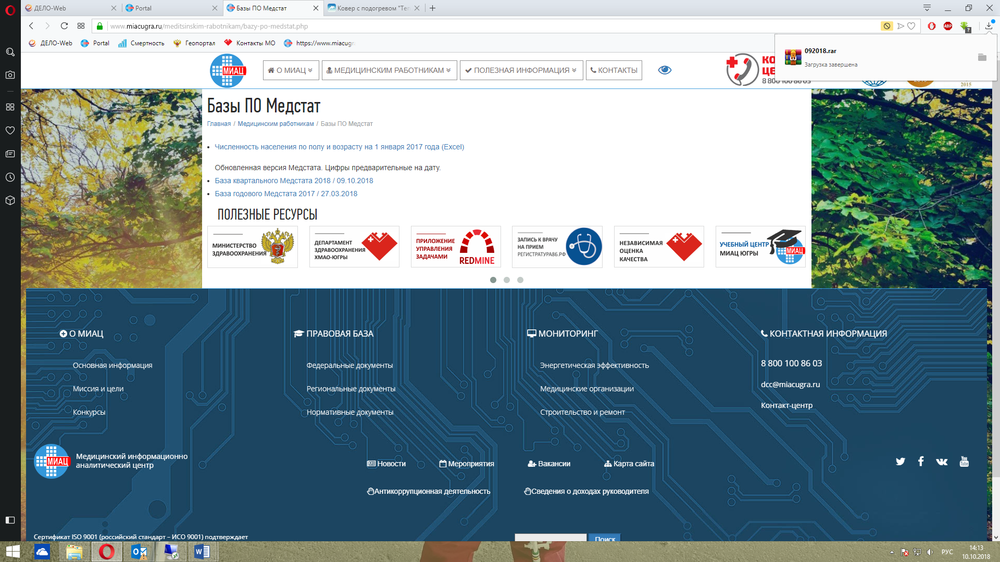 ДЕЛО-Web
Portal
Базы ПО Медстат
Ковер с подогревом "Тег
www.miacugra.ru/meditsinskim-rabotnikam/bazy-po-medstat.php
ABP
?
ДЕЛО-Web
Portal
Смертность
Геопортал
Контакты МО
https://www.miacugr
092018.rar
Загрузка завершена
МИАЦ
О МИАЦ
МЕДИЦИНСКИМ РАБОТНИКАМ
ПОЛЕЗНАЯ ИНФОРМАЦИЯ
КОНТАКТЫ
8 800 100 86 03
2015
Базы ПО Медстат
Главная / Медицинским работникам / Базы ПО Медстат
Численность населения по полу и возрасту на 1 января 2017 года (Excel)
Обновленная версия Медстата. Цифры предварительные на дату.
База квартального Медстата 2018 / 09.10.2018
База годового Медстата 2017 / 27.03.2018
ПОЛЕЗНЫЕ РЕСУРСЫ
МИНИСТЕРСТВО
ЗДРАВООХРАНЕНИЯ
ДЕПАРТАМЕНТ
ЗДРАВООХРАНЕНИЯ
ХМАО-ЮГРЫ
ПРИЛОЖЕНИЕ
УПРАВЛЕНИЯ
ЗАДАЧАМИ
REDMINE
ЗАПИСЬ К ВРАЧУ
НА ПРИЕМ
РЕГИСТРАТУРА86.РФ
НЕЗАВИСИМАЯ
ОЦЕНКА
КАЧЕСТВА
УЧЕБНЫЙ ЦЕНТР
МИАЦ ЮГРЫ
МИАЦ
О МИАЦ
Основная информация
Миссия и цели
Конкурсы
ПРАВОВАЯ БАЗА
Федеральные документы
Региональные документы
Нормативные документы
МОНИТОРИНГ
Энергетическая эффективность
Медицинские организации
Строительство и ремонт
КОНТАКТНАЯ ИНФОРМАЦИЯ
8 800 100 86 03
dcc@miacugra.ru
Контакт-центр
МИАЦ
Медицинский информационно
аналитический центр
Новости
Мероприятия
Вакансии
Карта сайта
Антикоррупционная деятельность
Сведения о доходах руководителя
You
Tube
Сертификат ISO 9001 (российский стандарт – ИСО 9001) подтверждает
Поиск
РУС
14:13
10.10.2018